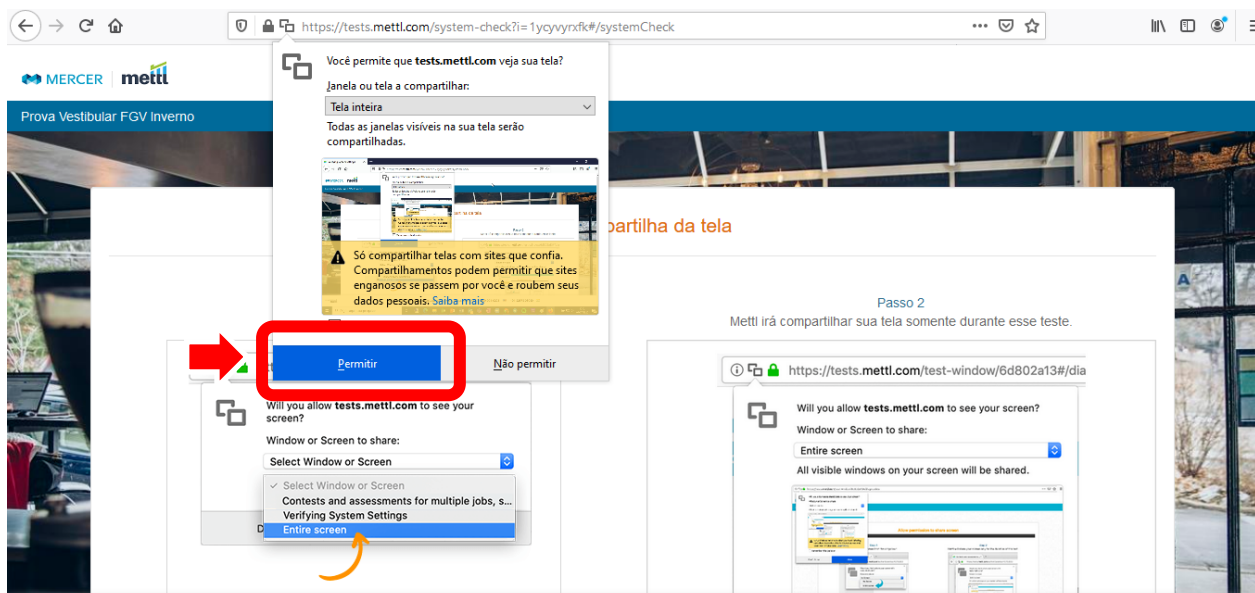 https://tests.mettl.com/system-check?i=1ycyvyrxfk#/systemCheck
MERCER mettl
Prova Vestibular FGV Inverno
Você permite que tests.mettl.com veja sua tela?
Janela ou tela a compartilhar:
Tela inteira
Todas as janelas visíveis na sua tela serão
compartilhadas.
Só compartilhar telas com sites que confia.
Compartilhamentos podem permitir que sites
enganosos se passem por você e roubem seus
dados pessoais. Saiba mais
Permitir
Não permitir
partilha da tela
Will you allow tests.mettl.com to see your
screen?
Window or Screen to share:
Select Window or Screen
Select Window or Screen
Contests and assessments for multiple jobs, s...
Verifying System Settings
Entire screen
Passo 2
Mettl irá compartilhar sua tela somente durante esse teste.
https://tests.mettl.com/test-window/6d802a13#/dia
Will you allow tests.mettl.com to see your screen?
Window or Screen to share:
Entire screen
All visible windows on your screen will be shared.
A